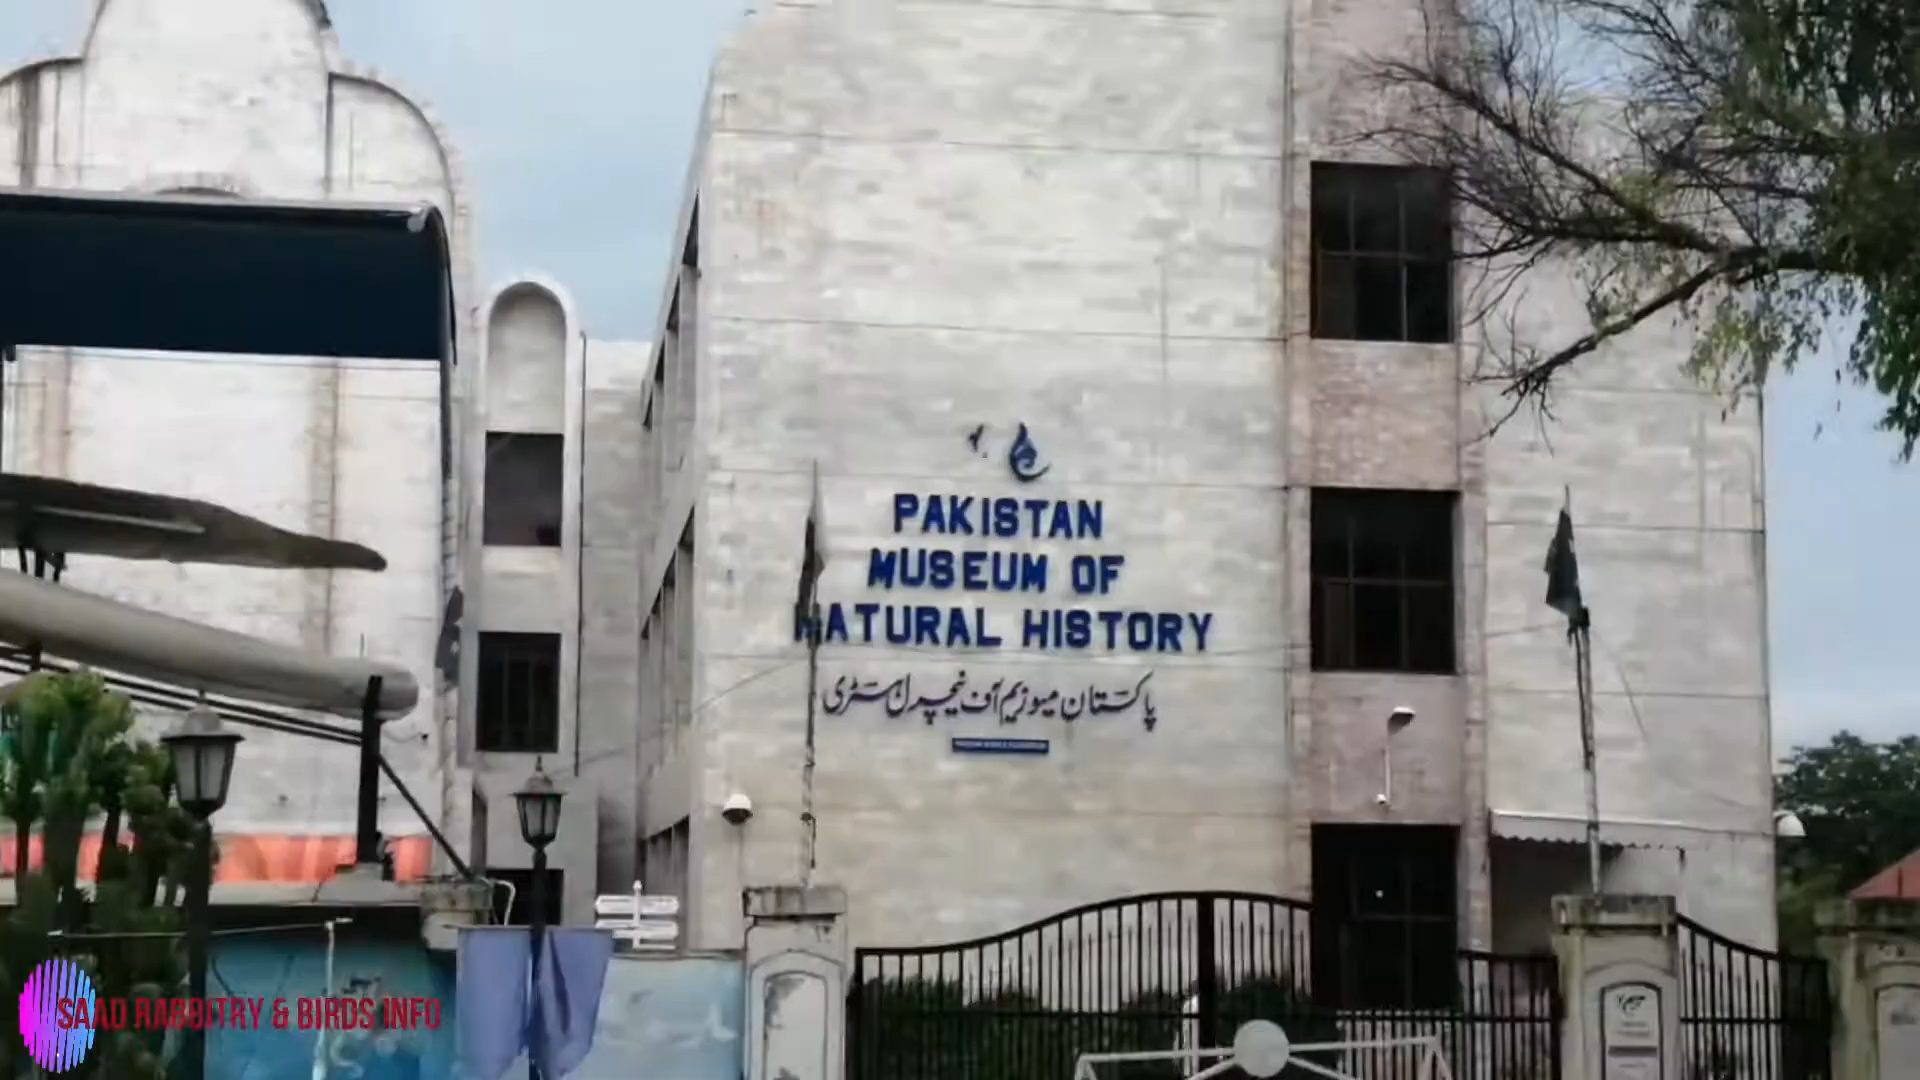 PAKISTAN
MUSEUM OF
NATURAL HISTORY
پاکستان میوزیم آف نیچرل ہسٹری
SAAD RABBITRY & BIRDS INFO